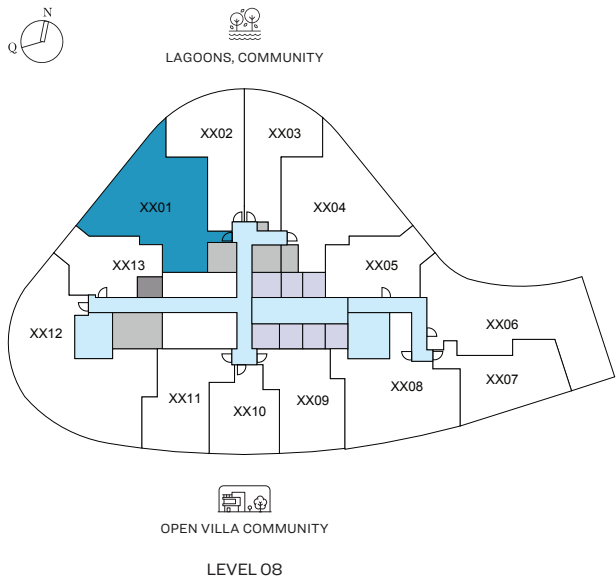 N
Q
LAGOONS, COMMUNITY
XX02
XX03
XX01
XX04
XX13
XX05
XX12
XX06
XX08
XX07
XX11
XX10
XX09
OPEN VILLA COMMUNITY
LEVEL 08